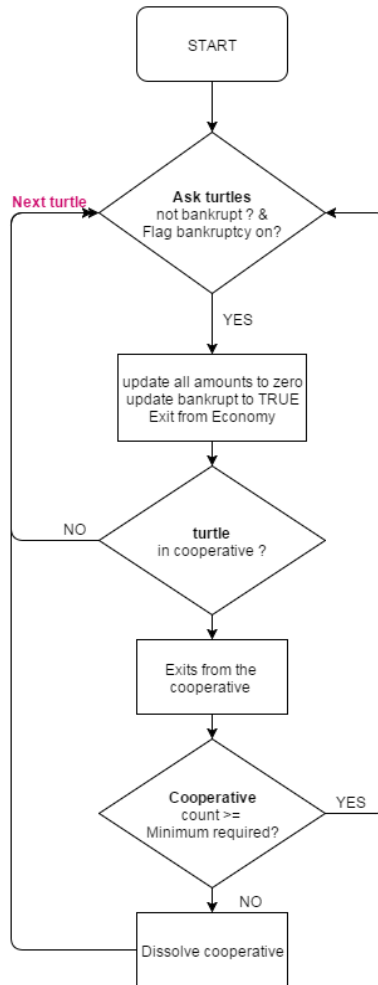 START
Next turtle
Ask turtles
not bankrupt ? &
Flag bankruptcy on?
YES
update all amounts to zero
update bankrupt to TRUE
Exit from Economy
NO
turtle
in cooperative ?
Exits from the
cooperative
Cooperative
count >=
Minimum required?
YES
NO
Dissolve cooperative